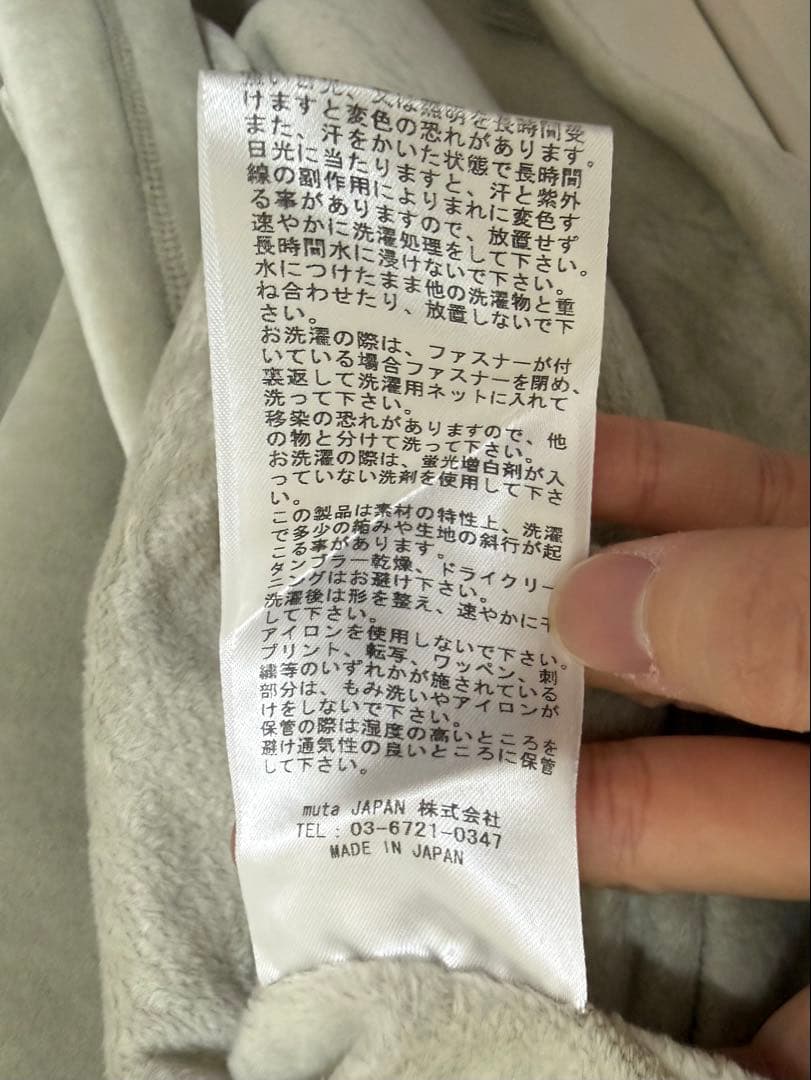 強い日光、又は照明を長時間受
けますと変色の恐れがあります。
また、汗をかいた状態で長時間
日光に当たりますと、汗と紫外
線の副作用によりまれに変色す
る事がありますので、放置せず
速やかに洗濯処理をして下さい。
長時間水に浸けないで下さい。
水につけたまま他の洗濯物と重
ね合わせたり、放置しないで下
さい。
お洗濯の際は、ファスナーが付
いている場合ファスナーを閉め、
裏返して洗濯用ネットに入れて
洗って下さい。
移染の恐れがありますので、他
の物と分けて洗って下さい。
お洗濯の際は、蛍光増白剤が入
っていない洗剤を使用して下さ
い。
この製品は素材の特性上、洗濯
で多少の縮みや生地の斜行が起
こる事があります。
タンブラー乾燥、ドライクリー
ニングはお避け下さい。
洗濯後は形を整え、速やかに干
して下さい。
アイロンを使用しないで下さい。
プリント、転写、ワッペン、刺
繍等のいずれかが施されている
部分は、もみ洗いやアイロンが
けをしないで下さい。
保管の際は湿度の高いところを
避け通気性の良いところに保管
して下さい。
muta JAPAN 株式会社
TEL : 03-6721-0347
MADE IN JAPAN